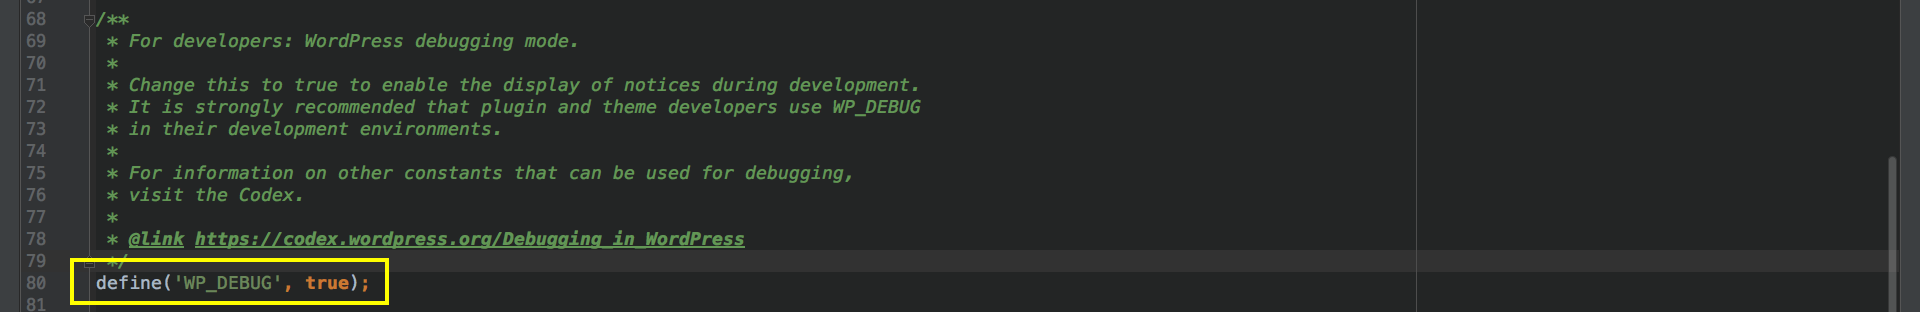 67
68 /**
69 * For developers: WordPress debugging mode.
70 *
71 * Change this to true to enable the display of notices during development.
72 * It is strongly recommended that plugin and theme developers use WP_DEBUG
73 * in their development environments.
74 *
75 * For information on other constants that can be used for debugging,
76 * visit the Codex.
77 *
78 * @link https://codex.wordpress.org/Debugging_in_WordPress
79 */
80 define('WP_DEBUG', true);
81